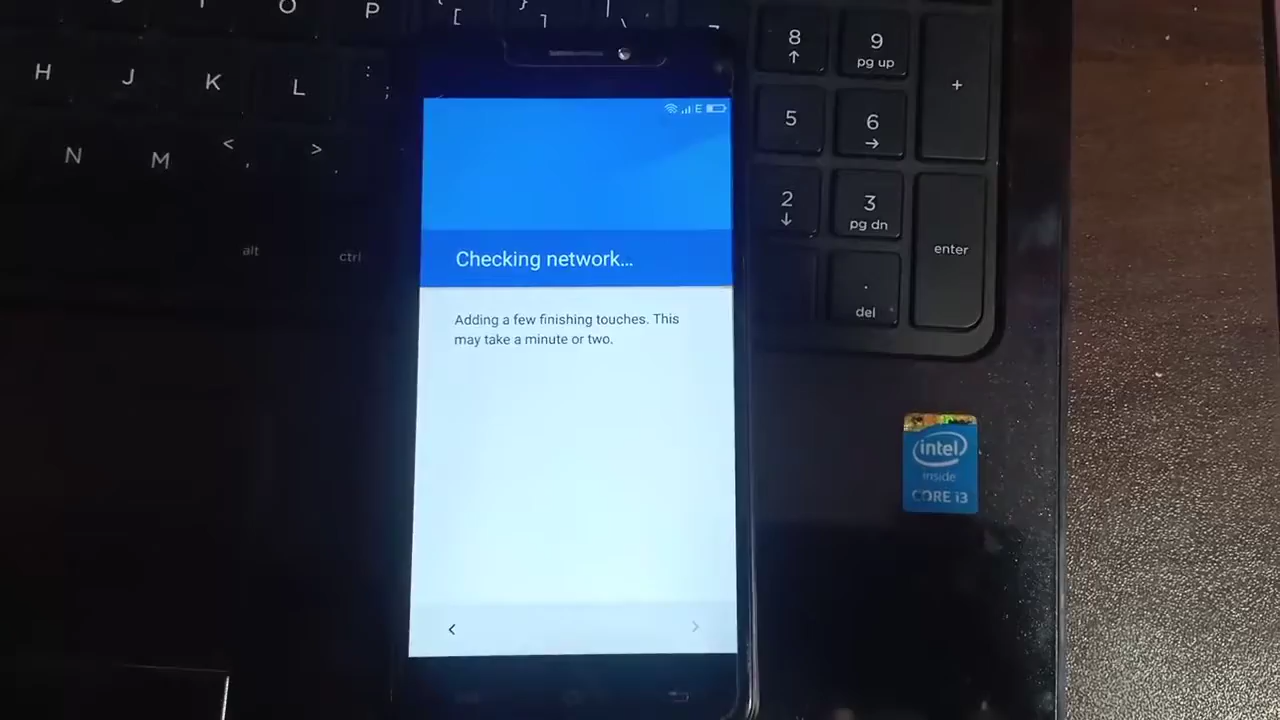 O P [ ] \
8 ↑ 9 pg up
H J K L : ; 5 6 → +
N M < , > . 2 ↓ 3 pg dn
alt ctrl . del enter
E
Checking network…
Adding a few finishing touches. This
may take a minute or two.
< >
intel
inside
CORE i3